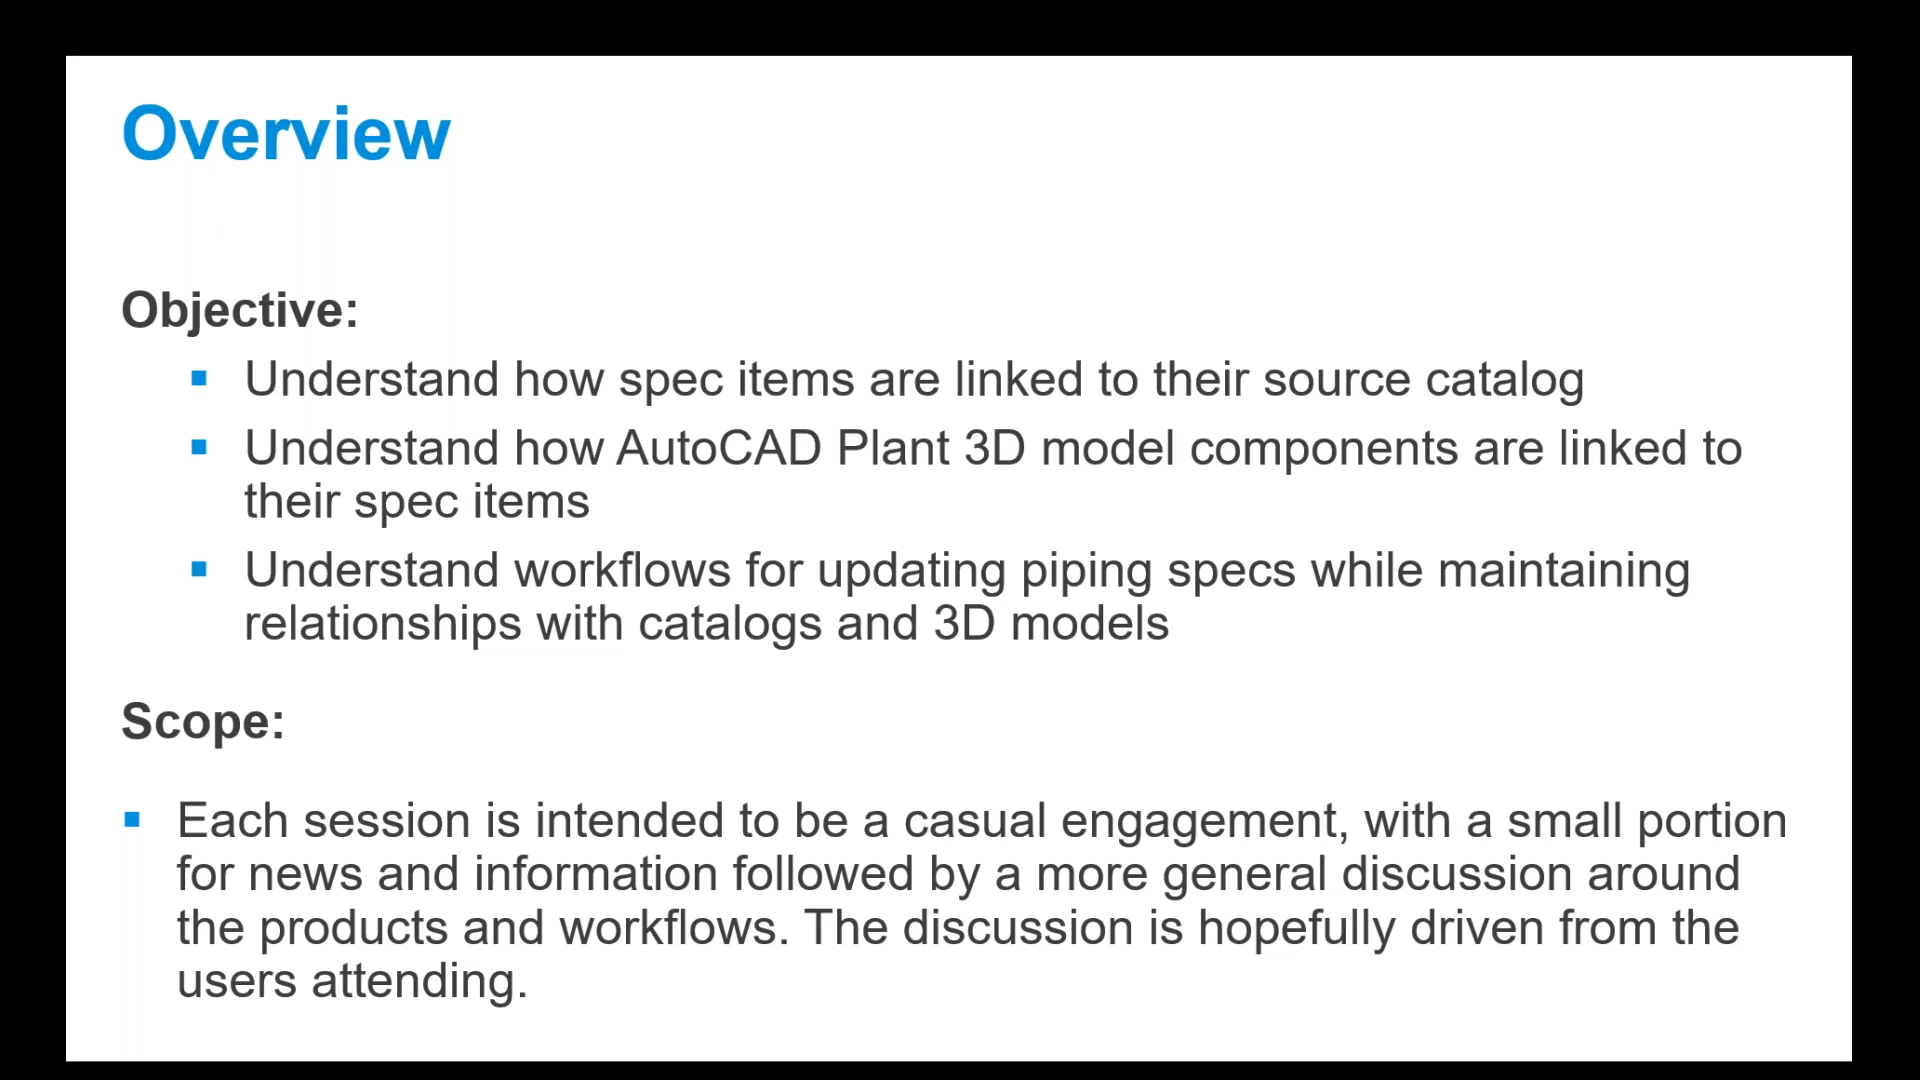 Overview
Objective:
Understand how spec items are linked to their source catalog
Understand how AutoCAD Plant 3D model components are linked to
their spec items
Understand workflows for updating piping specs while maintaining
relationships with catalogs and 3D models
Scope:
Each session is intended to be a casual engagement, with a small portion
for news and information followed by a more general discussion around
the products and workflows. The discussion is hopefully driven from the
users attending.